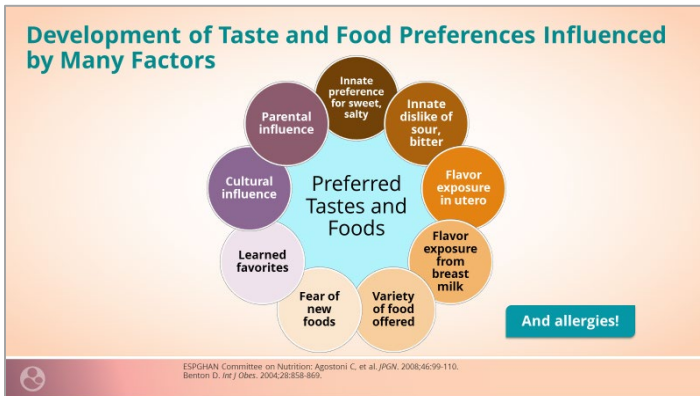 Development of Taste and Food Preferences Influenced
by Many Factors
Innate
preference
for sweet,
salty
Innate
dislike of
sour,
bitter
Flavor
exposure
in utero
Flavor
exposure
from
breast
milk
Variety
of food
offered
Fear of
new
foods
Learned
favorites
Cultural
influence
Parental
influence
Preferred
Tastes and
Foods
And allergies!
ESPGHAN Committee on Nutrition: Agostoni C, et al. JPGN. 2008;46:99-110.
Benton D. Int J Obes. 2004;28:858-869.